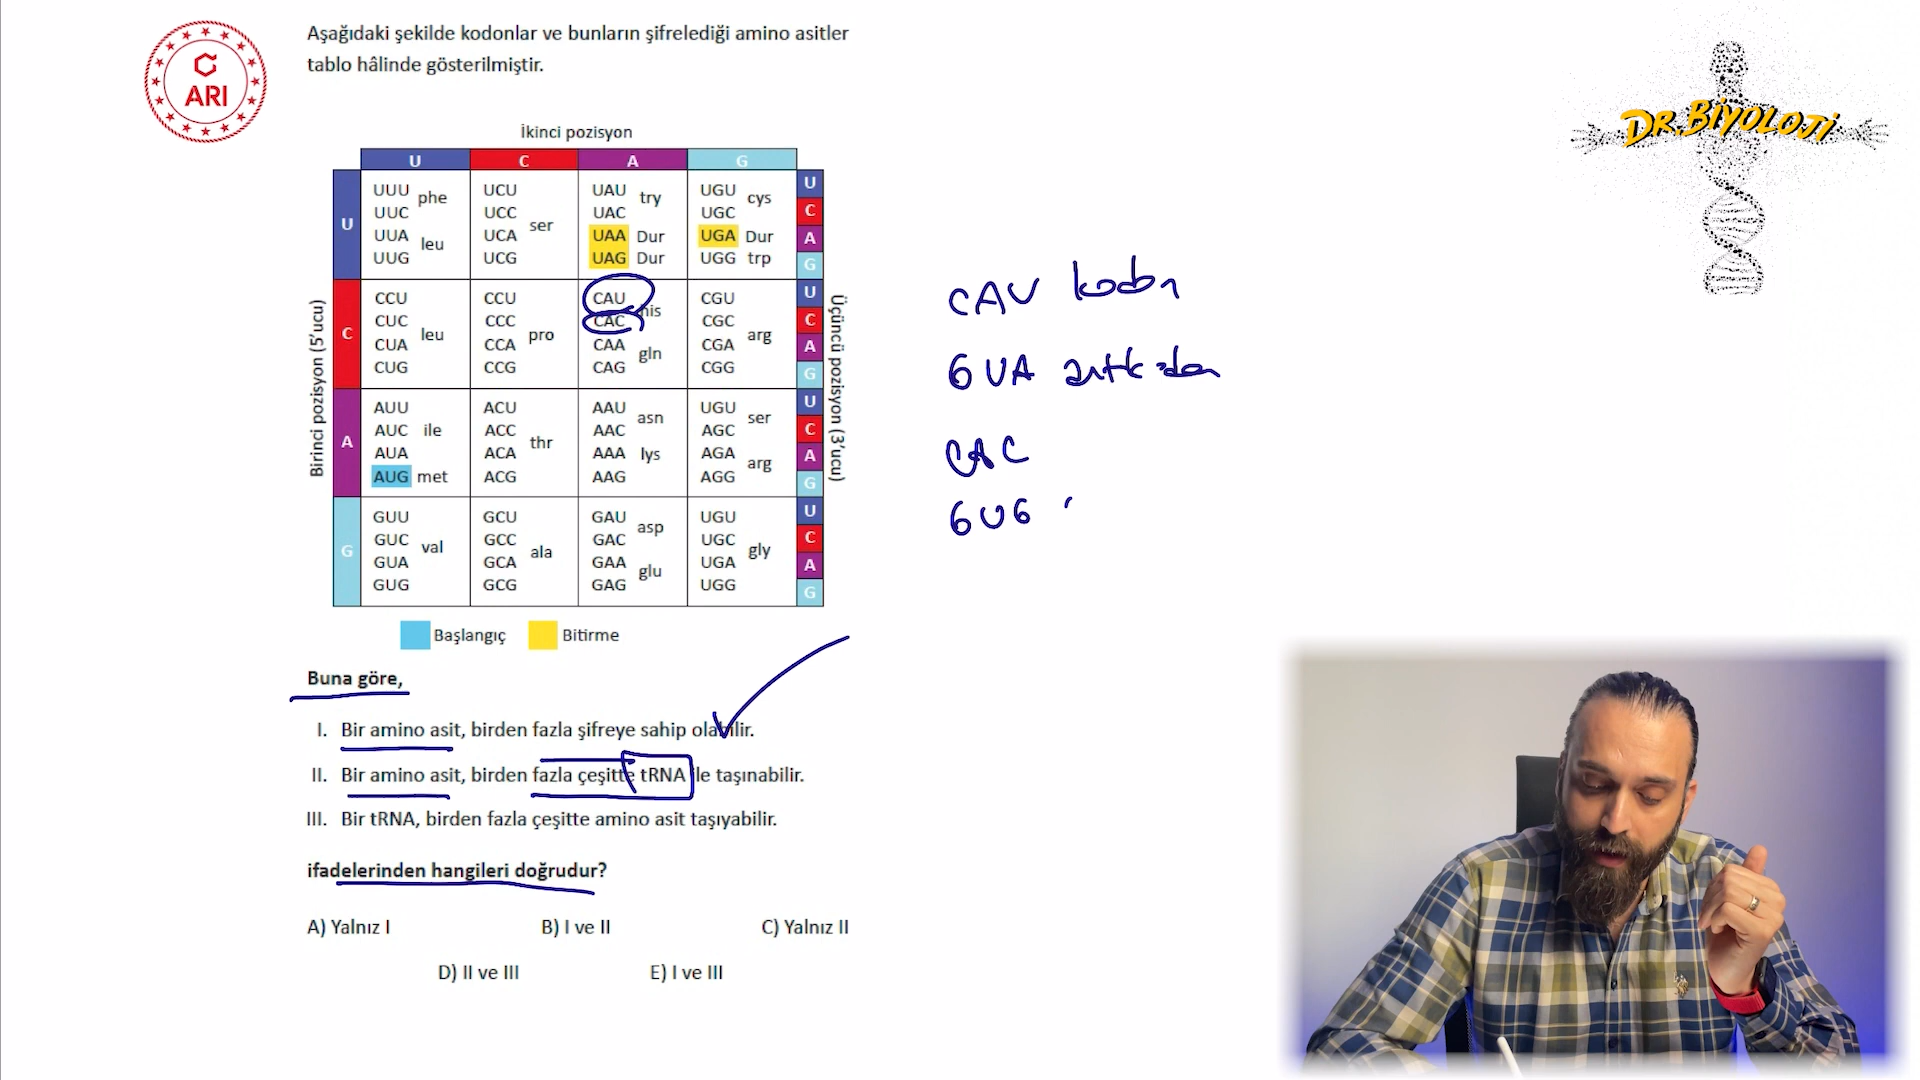 Aşağıdaki şekilde kodonlar ve bunların şifrelediği amino asitler
tablo hâlinde gösterilmiştir.
ARI
DR.BİYOLOJİ
İkinci pozisyon
U C A G
Birinci pozisyon (5'ucu)
Üçüncü pozisyon (3'ucu)
U
UUU UCU UAU UGU U
phe try cys
UUC UCC UAC UGC C
ser
UUA UCA UAA Dur UGA Dur A
leu
UUG UCG UAG Dur UGG trp G
C
CCU CCU CAU CGU U
his
CUC CCC CAC CGC C
leu pro arg
CUA CCA CAA CGA A
gln
CUG CCG CAG CGG G
A
AUU ACU AAU UGU U
asn ser
AUC ile ACC AAC AGC C
thr
AUA ACA AAA lys AGA A
arg
AUG met ACG AAG AGG G
G
GUU GCU GAU UGU U
asp
GUC GCC GAC UGC C
val ala gly
GUA GCA GAA UGA A
glu
GUG GCG GAG UGG G
Başlangıç Bitirme
CAU kodon
GUA antikodon
CAC
GUG
Buna göre,
I. Bir amino asit, birden fazla şifreye sahip olabilir.
II. Bir amino asit, birden fazla çeşitte tRNA ile taşınabilir.
III. Bir tRNA, birden fazla çeşitte amino asit taşıyabilir.
ifadelerinden hangileri doğrudur?
A) Yalnız I B) I ve II C) Yalnız II
D) II ve III E) I ve III